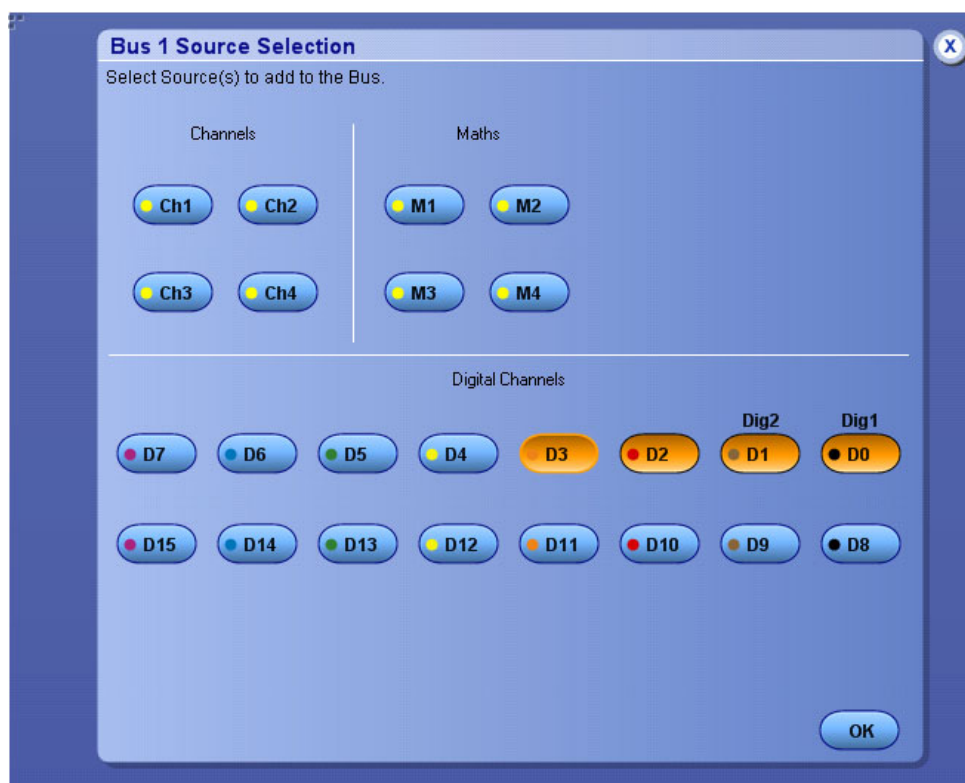 Bus 1 Source Selection
X
Select Source(s) to add to the Bus.
Channels
Maths
Ch1 Ch2 M1 M2
Ch3 Ch4 M3 M4
Digital Channels
Dig2 Dig1
D7 D6 D5 D4 D3 D2 D1 D0
D15 D14 D13 D12 D11 D10 D9 D8
OK